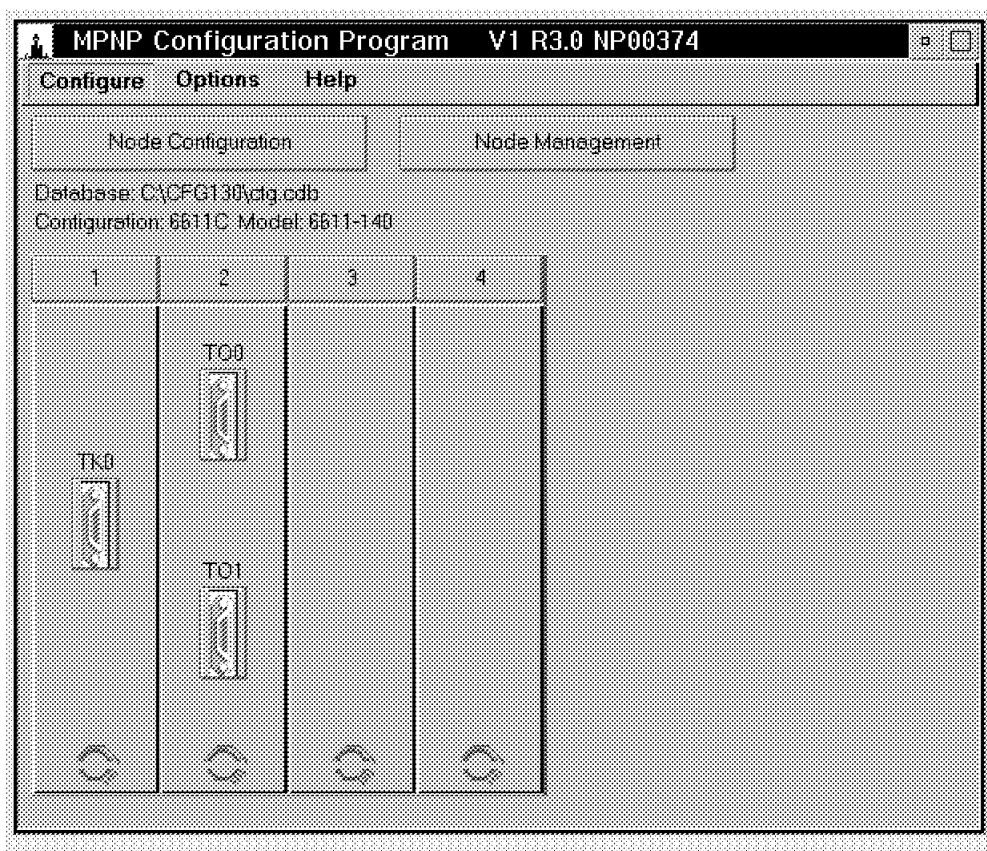 MPNP Configuration Program V1 R3.0 NP00374
Configure Options Help
Node Configuration Node Management
Database: C:\CFG130\cfg.cdb
Configuration: 6611C Model: 6611-140
1 2 3 4
TO0
TK0
TO1